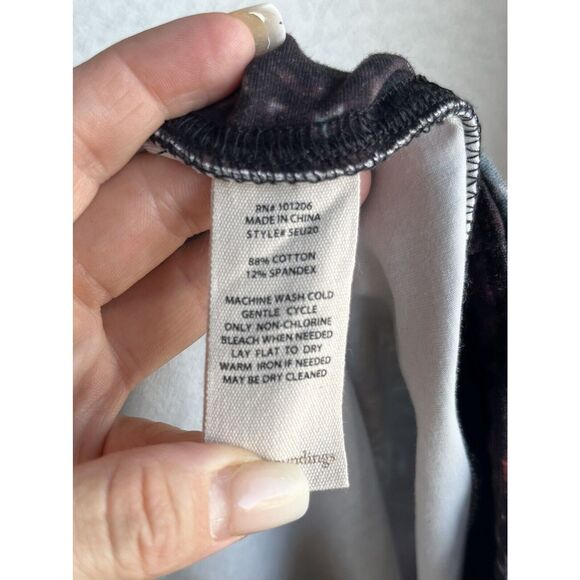 RN# 101206
MADE IN CHINA
STYLE# 5EU20
88% COTTON
12% SPANDEX
MACHINE WASH COLD
GENTLE CYCLE
ONLY NON-CHLORINE
BLEACH WHEN NEEDED
LAY FLAT TO DRY
WARM IRON IF NEEDED
MAY BE DRY CLEANED